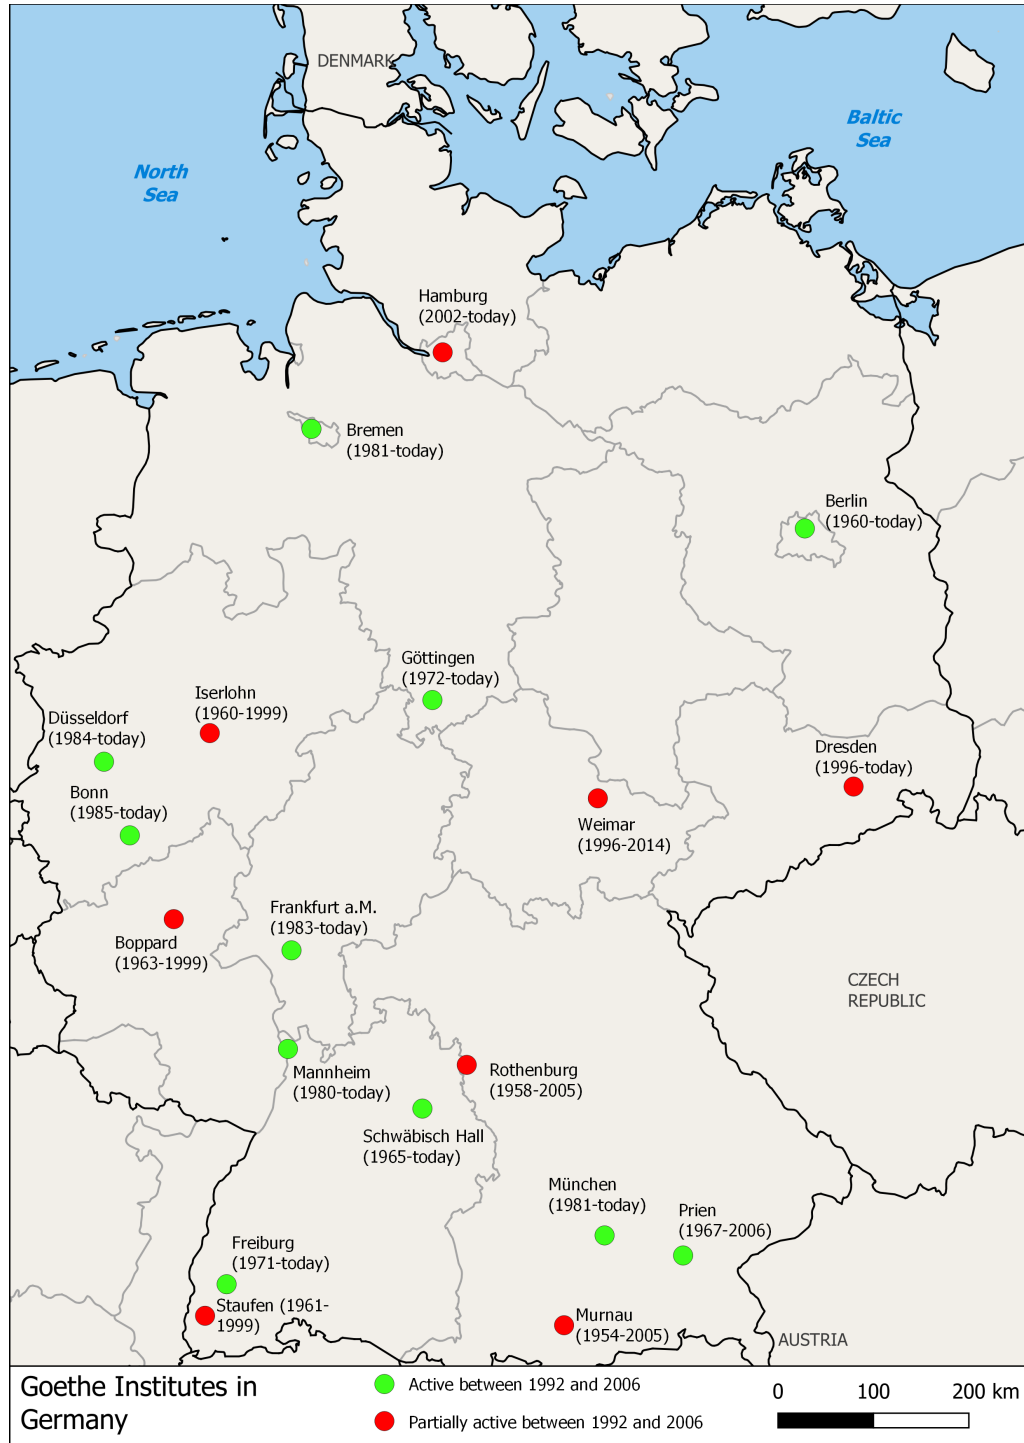 DENMARK
Baltic
Sea
North
Sea
Hamburg
(2002-today)
Bremen
(1981-today)
Berlin
(1960-today)
Göttingen
(1972-today)
Iserlohn
(1960-1999)
Düsseldorf
(1984-today)
Dresden
(1996-today)
Bonn
(1985-today)
Weimar
(1996-2014)
Frankfurt a.M.
(1983-today)
Boppard
(1963-1999)
CZECH
REPUBLIC
Mannheim
(1980-today)
Rothenburg
(1958-2005)
Schwäbisch Hall
(1965-today)
München
(1981-today)
Prien
(1967-2006)
Freiburg
(1971-today)
Staufen (1961-
1999)
Murnau
(1954-2005)
AUSTRIA
Goethe Institutes in
Germany
Active between 1992 and 2006
Partially active between 1992 and 2006
0 100 200 km